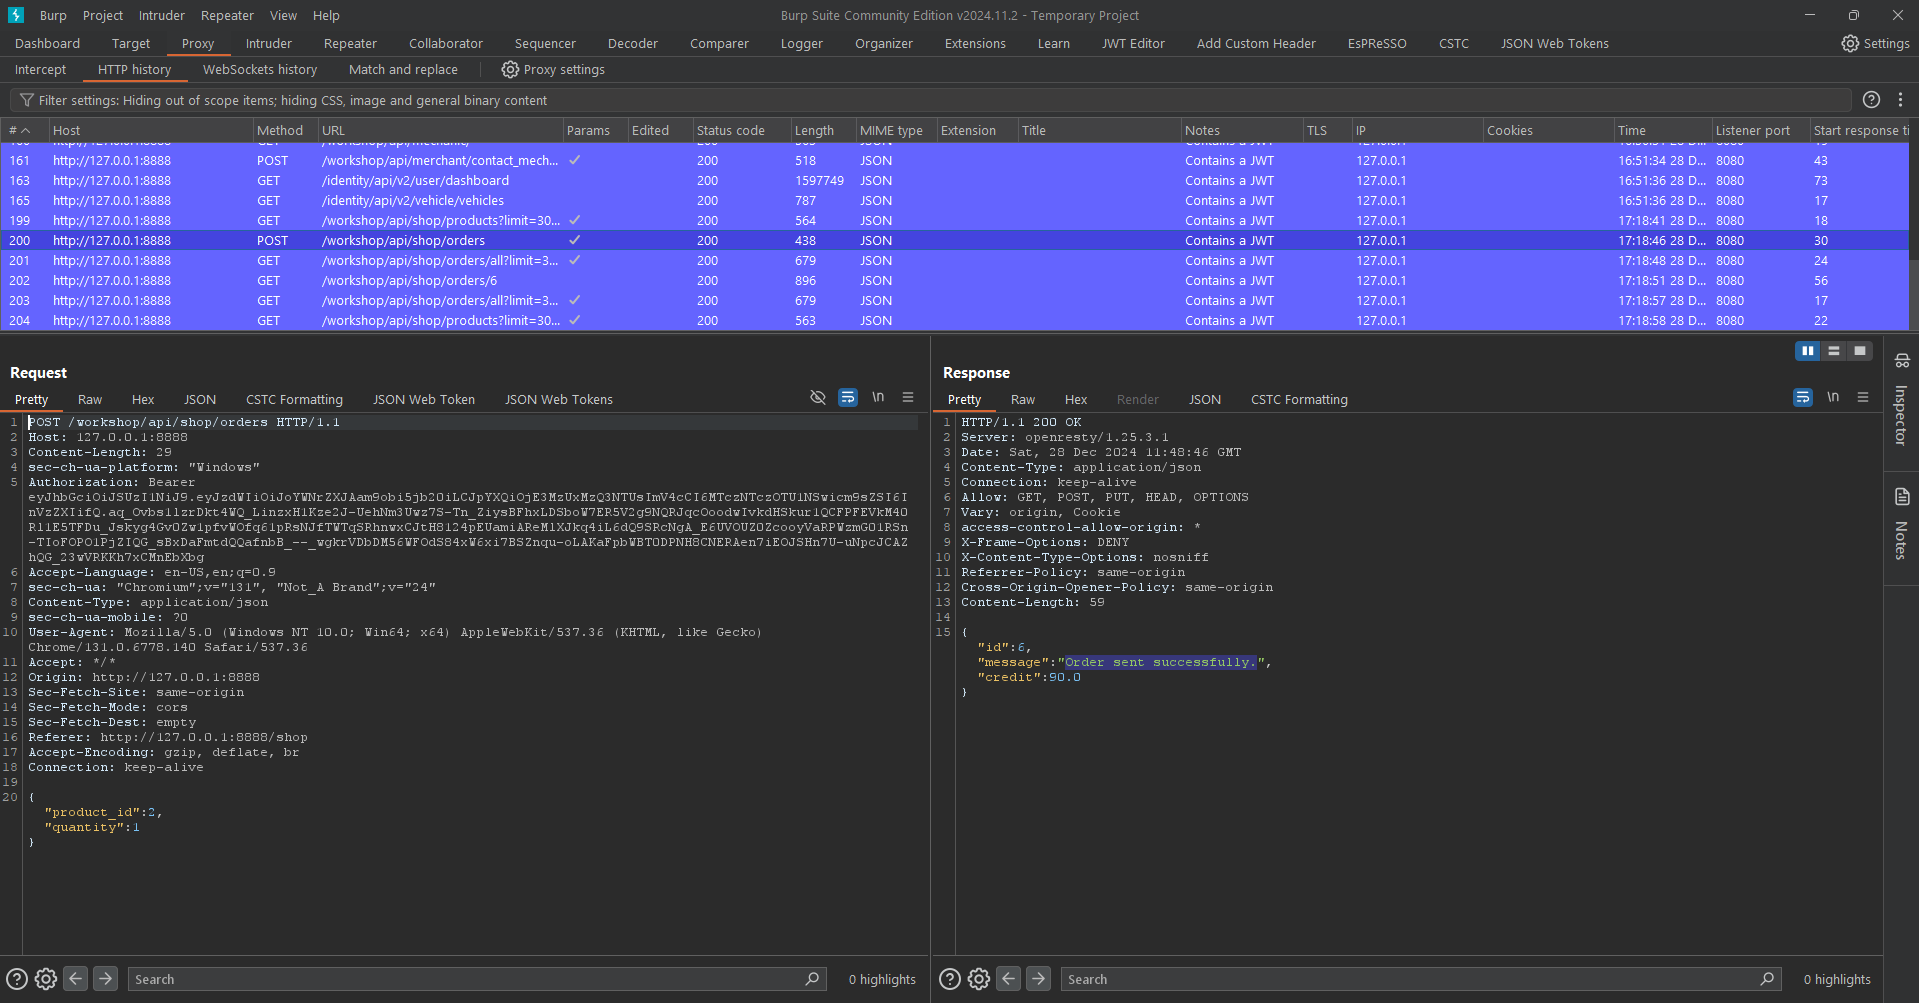 Burp Project Intruder Repeater View Help
Burp Suite Community Edition v2024.11.2 - Temporary Project
Dashboard Target Proxy Intruder Repeater Collaborator Sequencer Decoder Comparer Logger Organizer Extensions Learn JWT Editor Add Custom Header EsPReSSO CSTC JSON Web Tokens Settings
Intercept HTTP history WebSockets history Match and replace Proxy settings
Filter settings: Hiding out of scope items; hiding CSS, image and general binary content
# Host Method URL Params Edited Status code Length MIME type Extension Title Notes TLS IP Cookies Time Listener port Start response ti
161 http://127.0.0.1:8888 POST /workshop/api/merchant/contact_mech... ✓ 200 518 JSON Contains a JWT 127.0.0.1 16:51:34 28 D... 8080 43
163 http://127.0.0.1:8888 GET /identity/api/v2/user/dashboard 200 1597749 JSON Contains a JWT 127.0.0.1 16:51:36 28 D... 8080 73
165 http://127.0.0.1:8888 GET /identity/api/v2/vehicle/vehicles 200 787 JSON Contains a JWT 127.0.0.1 16:51:36 28 D... 8080 17
199 http://127.0.0.1:8888 GET /workshop/api/shop/products?limit=30... ✓ 200 564 JSON Contains a JWT 127.0.0.1 17:18:41 28 D... 8080 18
200 http://127.0.0.1:8888 POST /workshop/api/shop/orders ✓ 200 438 JSON Contains a JWT 127.0.0.1 17:18:46 28 D... 8080 30
201 http://127.0.0.1:8888 GET /workshop/api/shop/orders/all?limit=3... ✓ 200 679 JSON Contains a JWT 127.0.0.1 17:18:48 28 D... 8080 24
202 http://127.0.0.1:8888 GET /workshop/api/shop/orders/6 200 896 JSON Contains a JWT 127.0.0.1 17:18:51 28 D... 8080 56
203 http://127.0.0.1:8888 GET /workshop/api/shop/orders/all?limit=3... ✓ 200 679 JSON Contains a JWT 127.0.0.1 17:18:57 28 D... 8080 17
204 http://127.0.0.1:8888 GET /workshop/api/shop/products?limit=30... ✓ 200 563 JSON Contains a JWT 127.0.0.1 17:18:58 28 D... 8080 22
Request
Pretty Raw Hex JSON CSTC Formatting JSON Web Token JSON Web Tokens \n
1 POST /workshop/api/shop/orders HTTP/1.1
2 Host: 127.0.0.1:8888
3 Content-Length: 29
4 sec-ch-ua-platform: "Windows"
5 Authorization: Bearer
6 Accept-Language: en-US,en;q=0.9
7 sec-ch-ua: "Chromium";v="131", "Not_A Brand";v="24"
8 Content-Type: application/json
9 sec-ch-ua-mobile: ?0
10 User-Agent: Mozilla/5.0 (Windows NT 10.0; Win64; x64) AppleWebKit/537.36 (KHTML, like Gecko)
Chrome/131.0.6778.140 Safari/537.36
11 Accept: */*
12 Origin: http://127.0.0.1:8888
13 Sec-Fetch-Site: same-origin
14 Sec-Fetch-Mode: cors
15 Sec-Fetch-Dest: empty
16 Referer: http://127.0.0.1:8888/shop
17 Accept-Encoding: gzip, deflate, br
18 Connection: keep-alive
19
20 {
"product_id":2,
"quantity":1
}
Search
0 highlights
Response
Pretty Raw Hex Render JSON CSTC Formatting \n
1 HTTP/1.1 200 OK
2 Server: openresty/1.25.3.1
3 Date: Sat, 28 Dec 2024 11:48:46 GMT
4 Content-Type: application/json
5 Connection: keep-alive
6 Allow: GET, POST, PUT, HEAD, OPTIONS
7 Vary: origin, Cookie
8 access-control-allow-origin: *
9 X-Frame-Options: DENY
10 X-Content-Type-Options: nosniff
11 Referrer-Policy: same-origin
12 Cross-Origin-Opener-Policy: same-origin
13 Content-Length: 59
14
15 {
"id":6,
"message":"Order sent successfully.",
"credit":90.0
}
Search
0 highlights
Inspector
Notes